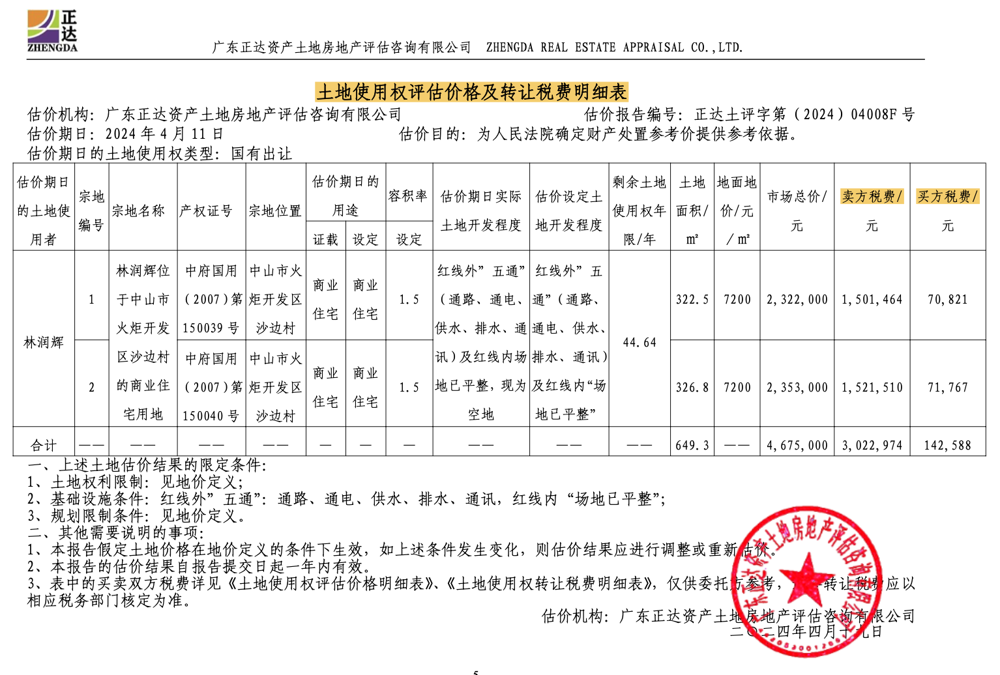 正达
ZHENGDA
广东正达资产土地房地产评估咨询有限公司 ZHENGDA REAL ESTATE APPRAISAL CO.,LTD.
土地使用权评估价格及转让税费明细表
估价机构：广东正达资产土地房地产评估咨询有限公司 估价报告编号：正达土评字第（2024）04008F 号
估价期日：2024 年 4 月 11 日 估价目的：为人民法院确定财产处置参考价提供参考依据。
估价期日的土地使用权类型：国有出让
估价期日的土地使用者 宗地编号 宗地名称 产权证号 宗地位置 估价期日的用途 容积率 估价期日实际土地开发程度 估价设定土地开发程度 剩余土地使用权年限/年 土地面积/㎡ 地面地价/元/㎡ 市场总价/元 卖方税费/元 买方税费/元
证载 设定 设定
林润辉 1 林润辉位于中山市火炬开发区沙边村的商业住宅用地 中府国用（2007）第 150039 号 中山市火炬开发区沙边村 商业住宅 商业住宅 1.5 红线外”五通”（通路、通电、供水、排水、通讯）及红线内场地已平整，现为空地 红线外”五通”（通路、通电、供水、排水、通讯）及红线内“场地已平整” 44.64 322.5 7200 2,322,000 1,501,464 70,821
2 中府国用（2007）第 150040 号 中山市火炬开发区沙边村 商业住宅 商业住宅 1.5 326.8 7200 2,353,000 1,521,510 71,767
合计 —— —— —— —— — — — —— —— —— 649.3 —— 4,675,000 3,022,974 142,588
一、上述土地估价结果的限定条件：
1、土地权利限制：见地价定义；
2、基础设施条件：红线外”五通”：通路、通电、供水、排水、通讯，红线内“场地已平整”；
3、规划限制条件：见地价定义。
二、其他需要说明的事项：
1、本报告假定土地价格在地价定义的条件下生效，如上述条件发生变化，则估价结果应进行调整或重新估价。
2、本报告的估价结果自报告提交日起一年内有效。
3、表中的买卖双方税费详见《土地使用权评估价格明细表》、《土地使用权转让税费明细表》，仅供委托方参考，转让税费应以
相应税务部门核定为准。
估价机构：广东正达资产土地房地产评估咨询有限公司
二〇二四年四月十九日
广东正达资产土地房地产评估咨询有限公司
5